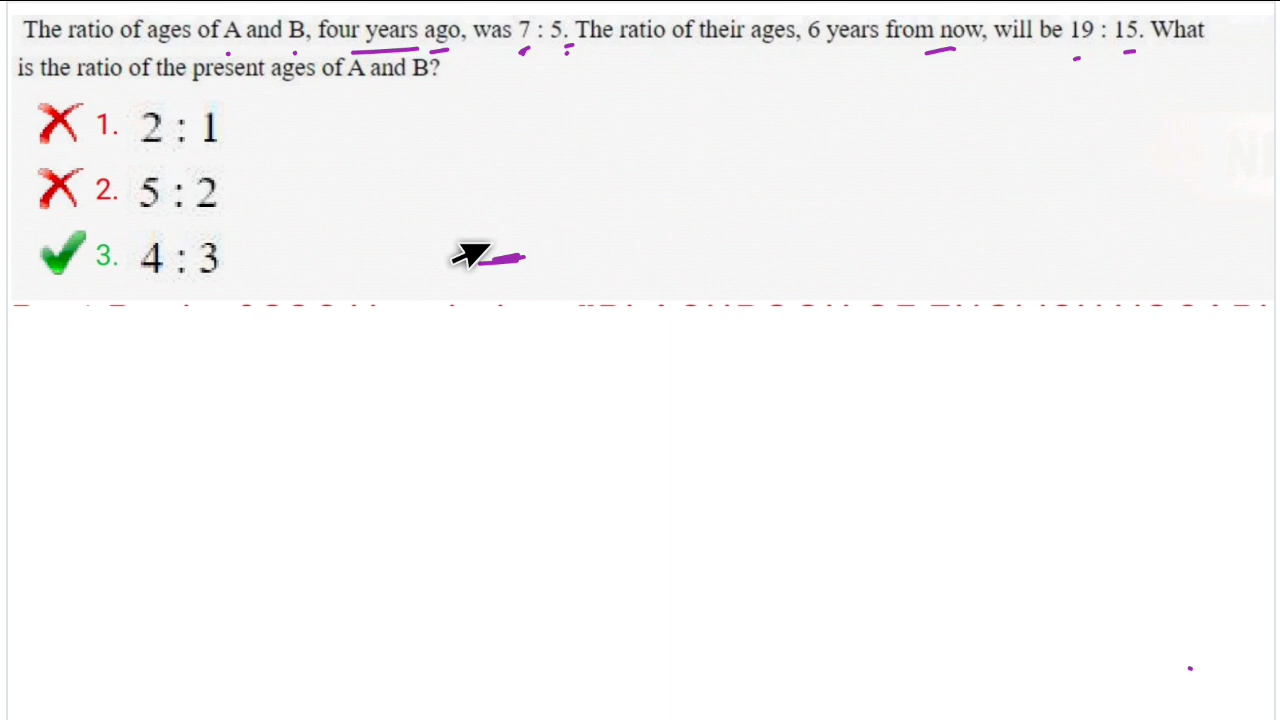 The ratio of ages of A and B, four years ago, was 7 : 5. The ratio of their ages, 6 years from now, will be 19 : 15. What
is the ratio of the present ages of A and B?
1. 2 : 1
2. 5 : 2
3. 4 : 3